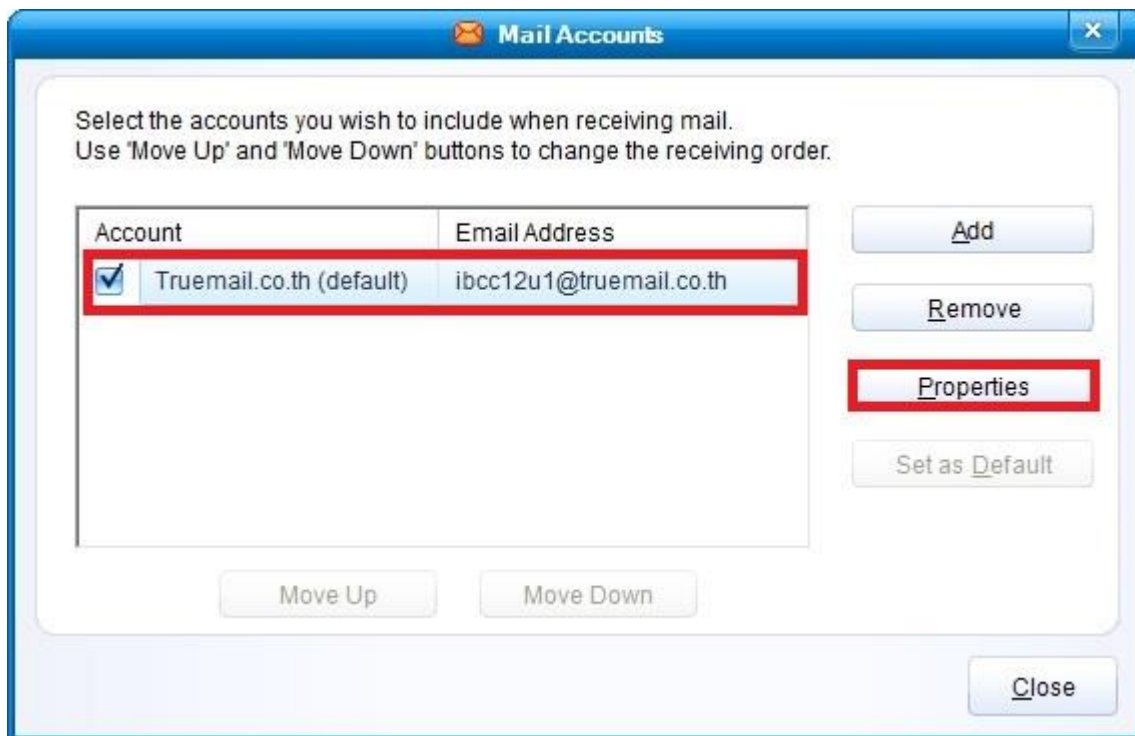 Mail Accounts
Select the accounts you wish to include when receiving mail.
Use 'Move Up' and 'Move Down' buttons to change the receiving order.
Account Email Address
Truemail.co.th (default) ibcc12u1@truemail.co.th
Add
Remove
Properties
Set as Default
Move Up Move Down
Close